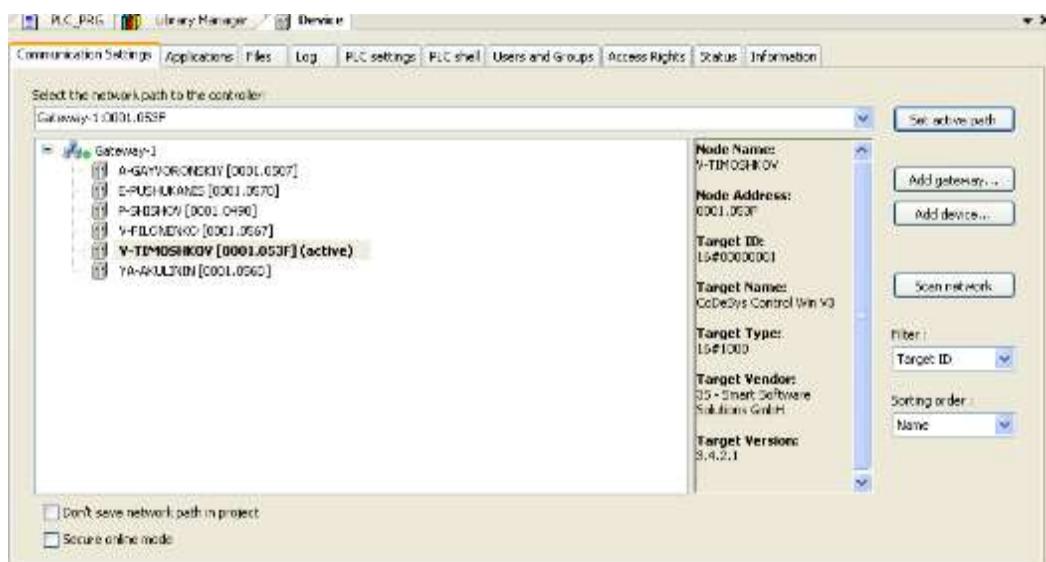 PLC_PRG Library Manager Device
Communication Settings Applications Files Log PLC settings PLC shell Users and Groups Access Rights Status Information
Select the network path to the controller:
Gateway-1:0001.053F
Set active path
Gateway-1
A-GAYVORONSKIY [0001.0507]
E-PUSHUKANIS [0001.0570]
P-SHISHOV [0001.0490]
V-FILONENKO [0001.0567]
V-TIMOSHKOV [0001.053F] (active)
YA-AKULININ
Node Name:
V-TIMOSHKOV
Node Address:
0001.053F
Target ID:
16#00000001
Target Name:
CoDeSys Control Win V3
Target Type:
16#1000
Target Vendor:
3S - Smart Software
Solutions GmbH
Target Version:
3.4.2.1
Add gateway...
Add device...
Scan network
Filter :
Target ID
Sorting order :
Name
Don't save network path in project
Secure online mode